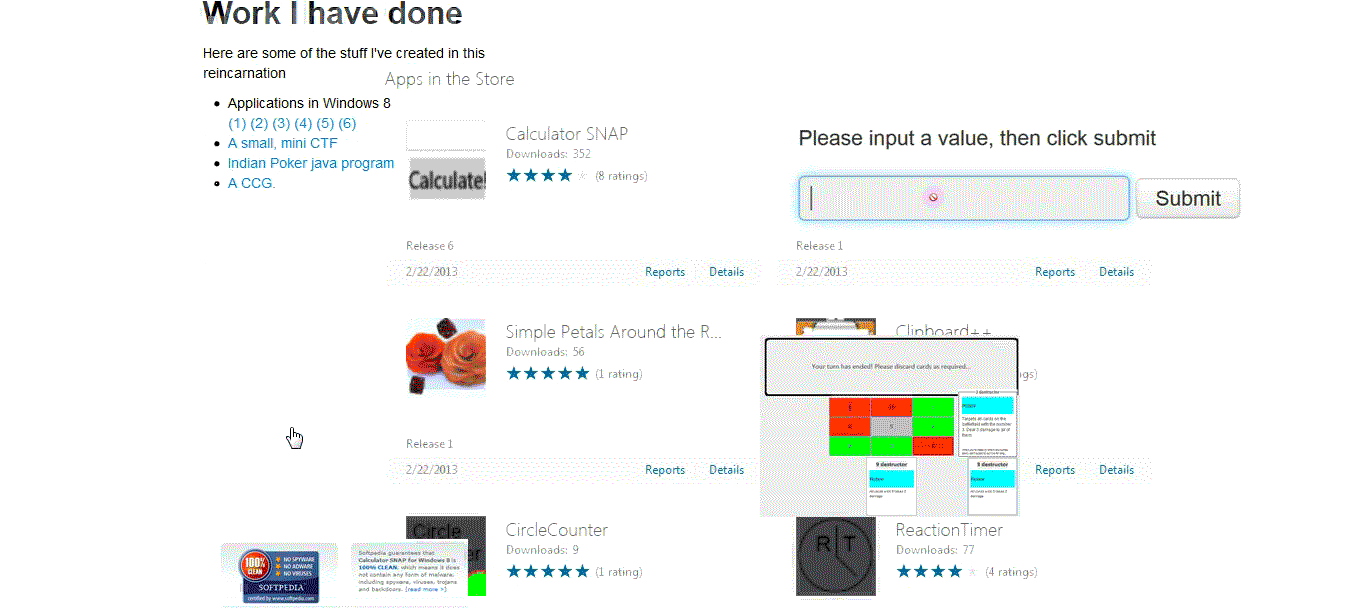 Work I have done
Here are some of the stuff I've created in this
reincarnation
Applications in Windows 8
(1) (2) (3) (4) (5) (6)
A small, mini CTF
Indian Poker java program
A CCG.
Apps in the Store
Calculator SNAP
Downloads: 352
Calculate!
(8 ratings)
Release 6
2/22/2013
Reports Details
Please input a value, then click submit
Submit
Release 1
2/22/2013
Reports Details
Simple Petals Around the R...
Downloads: 56
(1 rating)
Release 1
2/22/2013
Reports Details
Clipboard++
Your turn has ended! Please discard cards as required...
9 destructor
8 destructor
Reports Details
Circle
CircleCounter
Downloads: 9
(1 rating)
RT
ReactionTimer
Downloads: 77
(4 ratings)
100%
CLEAN
NO SPYWARE
NO ADWARE
NO VIRUSES
SOFTPEDIA
certified by www.softpedia.com
Softpedia guarantees that
Calculator SNAP for Windows 8 is
100% CLEAN, which means it does
not contain any form of malware,
including spyware, viruses, trojans
and backdoors. [read more >]